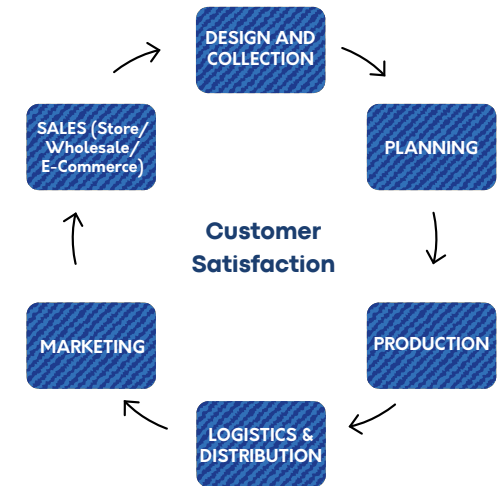 DESIGN AND
COLLECTION
PLANNING
PRODUCTION
LOGISTICS &
DISTRIBUTION
MARKETING
SALES (Store/
Wholesale/
E-Commerce)
Customer
Satisfaction